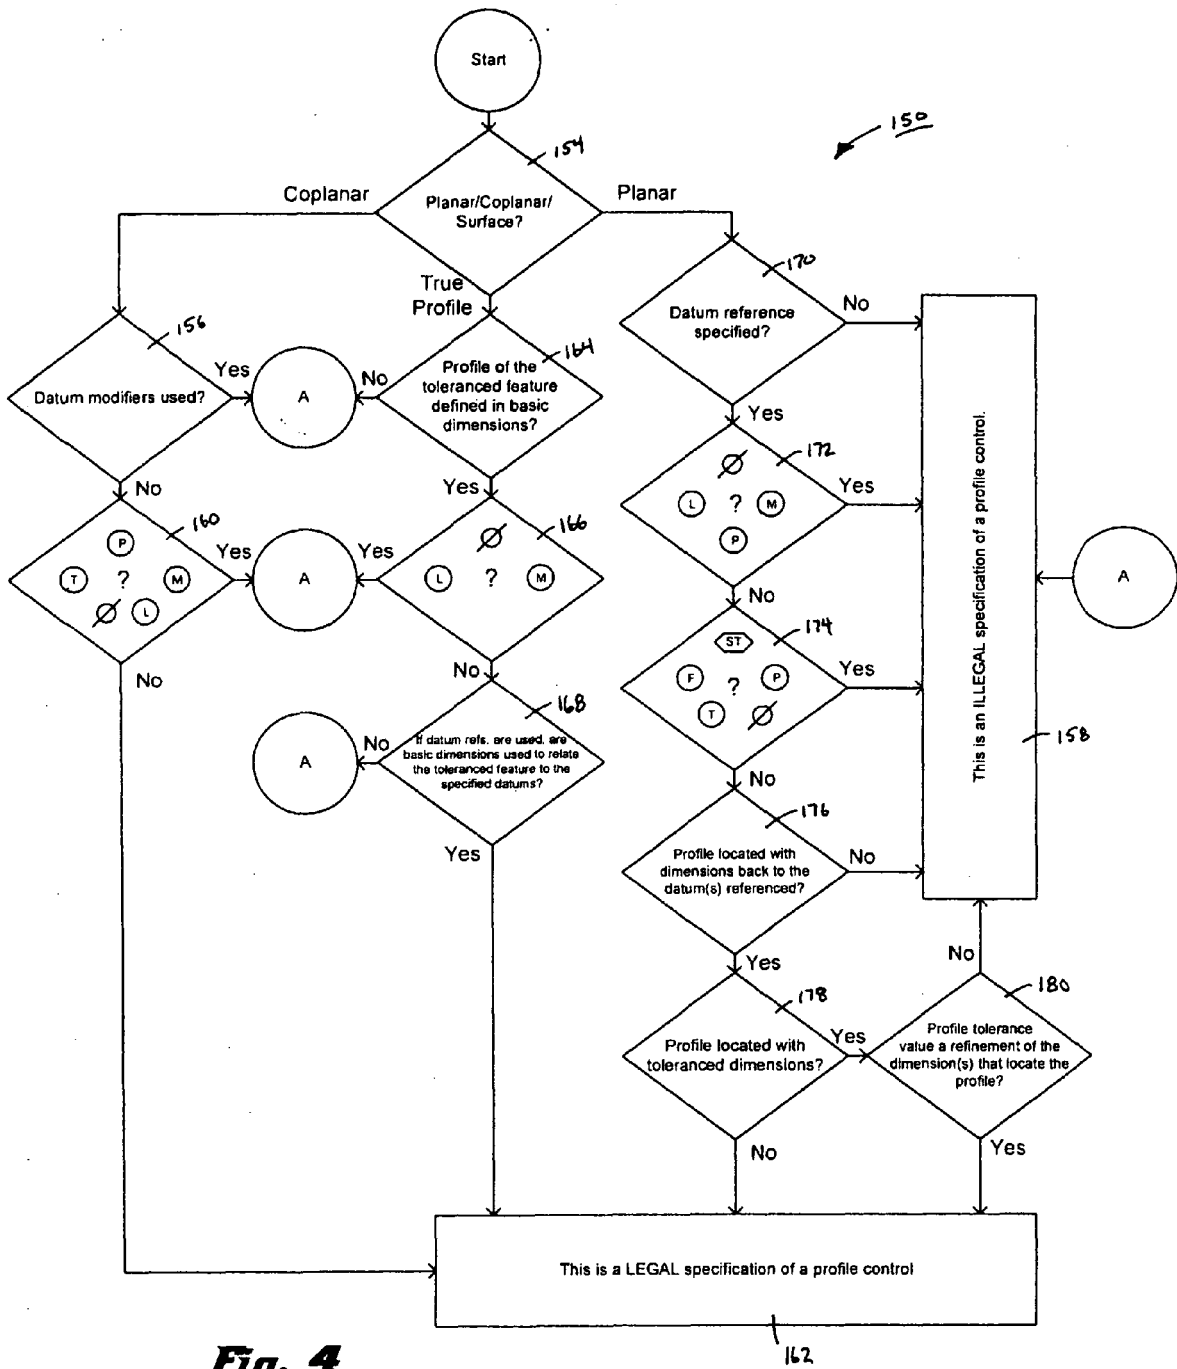 Start
150
154
Coplanar
Planar/Coplanar/
Surface?
Planar
True
Profile
170
Datum reference
specified?
No
156
Datum modifiers used?
Yes
A
No
164
Profile of the
toleranced feature
defined in basic
dimensions?
Yes
172
L ? M
P
Yes
No
Yes
160
P
T ? M
L
Yes
A
Yes
166
L ? M
No
174
ST
F ? P
T
Yes
This is an ILLEGAL specification of a profile control.
A
158
No
No
168
If datum refs. are used, are
basic dimensions used to relate
the toleranced feature to the
specified datums?
No
A
Yes
No
176
Profile located with
dimensions back to the
datum(s) referenced?
No
Yes
178
Profile located with
toleranced dimensions?
Yes
No
180
Profile tolerance
value a refinement of the
dimension(s) that locate the
profile?
No
Yes
This is a LEGAL specification of a profile control
162
Fig. 4